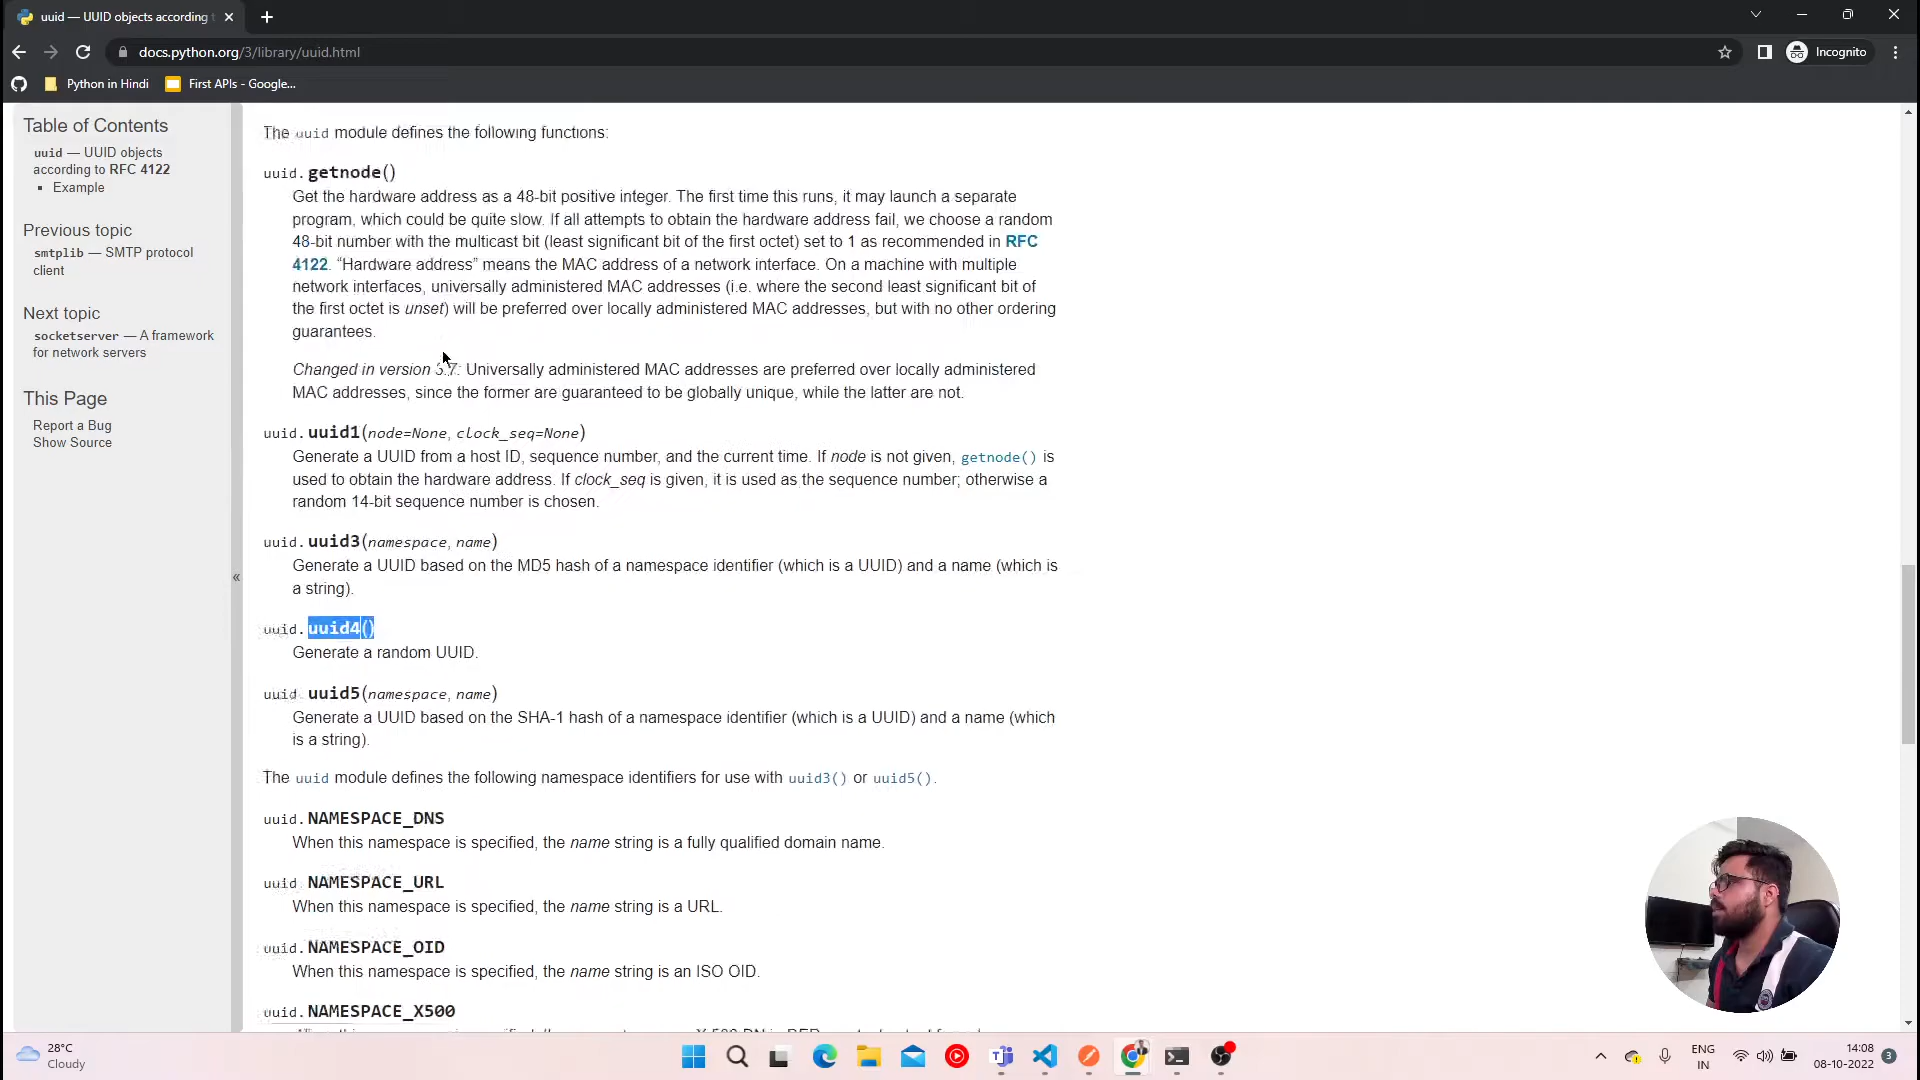 uuid — UUID objects according t
docs.python.org/3/library/uuid.html
Incognito
Python in Hindi
First APIs - Google...
Table of Contents
uuid — UUID objects
according to RFC 4122
Example
Previous topic
smtplib — SMTP protocol
client
Next topic
socketserver — A framework
for network servers
This Page
Report a Bug
Show Source
«
The uuid module defines the following functions:
uuid.getnode()
Get the hardware address as a 48-bit positive integer. The first time this runs, it may launch a separate
program, which could be quite slow. If all attempts to obtain the hardware address fail, we choose a random
48-bit number with the multicast bit (least significant bit of the first octet) set to 1 as recommended in RFC
4122. “Hardware address” means the MAC address of a network interface. On a machine with multiple
network interfaces, universally administered MAC addresses (i.e. where the second least significant bit of
the first octet is unset) will be preferred over locally administered MAC addresses, but with no other ordering
guarantees.
Changed in version 3.7: Universally administered MAC addresses are preferred over locally administered
MAC addresses, since the former are guaranteed to be globally unique, while the latter are not.
uuid.uuid1(node=None, clock_seq=None)
Generate a UUID from a host ID, sequence number, and the current time. If node is not given, getnode() is
used to obtain the hardware address. If clock_seq is given, it is used as the sequence number; otherwise a
random 14-bit sequence number is chosen.
uuid.uuid3(namespace, name)
Generate a UUID based on the MD5 hash of a namespace identifier (which is a UUID) and a name (which is
a string).
uuid.uuid4()
Generate a random UUID.
uuid.uuid5(namespace, name)
Generate a UUID based on the SHA-1 hash of a namespace identifier (which is a UUID) and a name (which
is a string).
The uuid module defines the following namespace identifiers for use with uuid3() or uuid5().
uuid.NAMESPACE_DNS
When this namespace is specified, the name string is a fully qualified domain name.
uuid.NAMESPACE_URL
When this namespace is specified, the name string is a URL.
uuid.NAMESPACE_OID
When this namespace is specified, the name string is an ISO OID.
uuid.NAMESPACE_X500
28°C
Cloudy
ENG
IN
14:08
08-10-2022
3